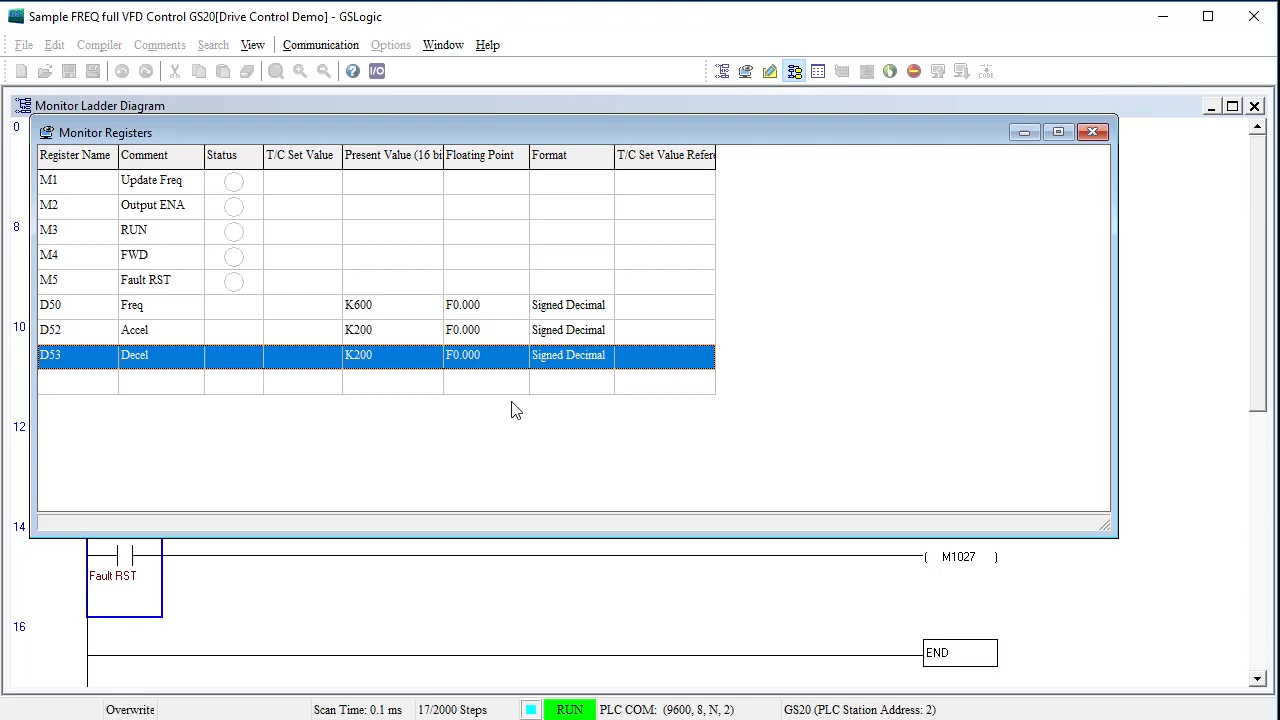 Sample FREQ full VFD Control GS20[Drive Control Demo] - GSLogic
File Edit Compiler Comments Search View Communication Options Window Help
I/O
CODE
Monitor Ladder Diagram
0
Monitor Registers
Register Name Comment Status T/C Set Value Present Value (16 bi Floating Point Format T/C Set Value Refere
M1 Update Freq
M2 Output ENA
8 M3 RUN
M4 FWD
M5 Fault RST
D50 Freq K600 F0.000 Signed Decimal
10 D52 Accel K200 F0.000 Signed Decimal
D53 Decel K200 F0.000 Signed Decimal
12
14
( M1027 )
Fault RST
16
END
Overwrite Scan Time: 0.1 ms 17/2000 Steps RUN PLC COM: (9600, 8, N, 2) GS20 (PLC Station Address: 2)